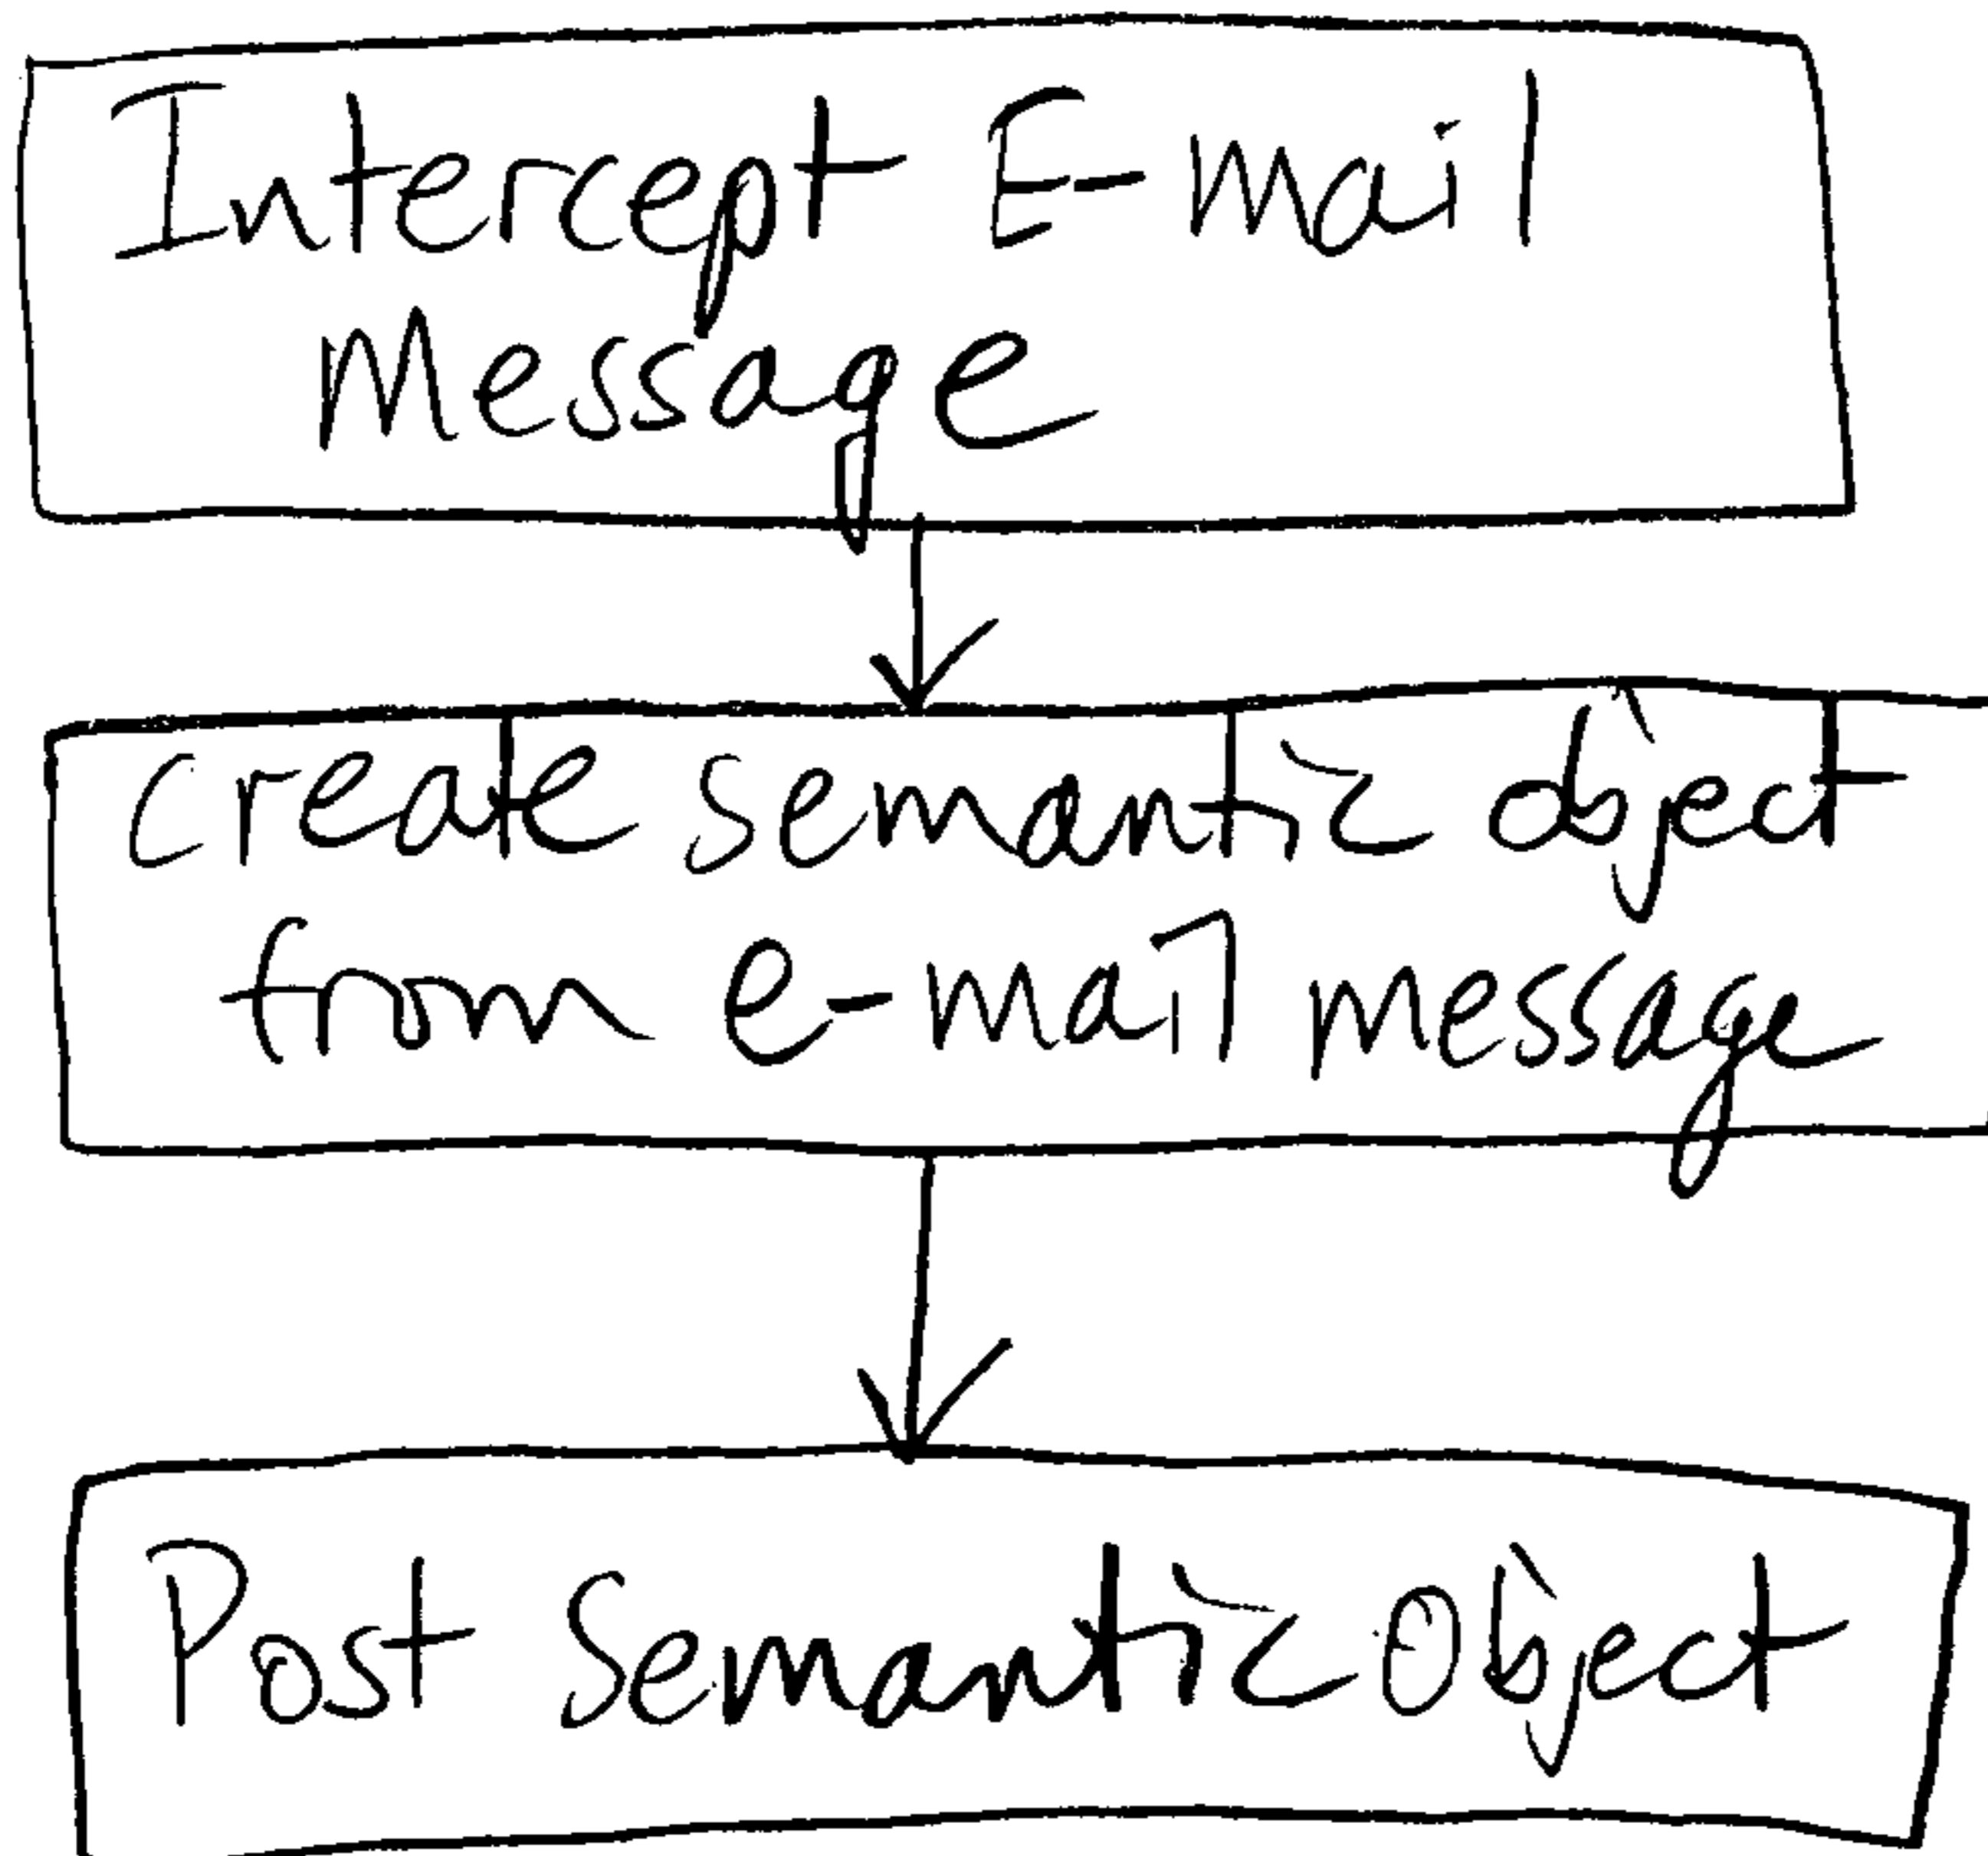 Intercept E-mail
Message
Create semantic object
from e-mail message
Post Semantic Object